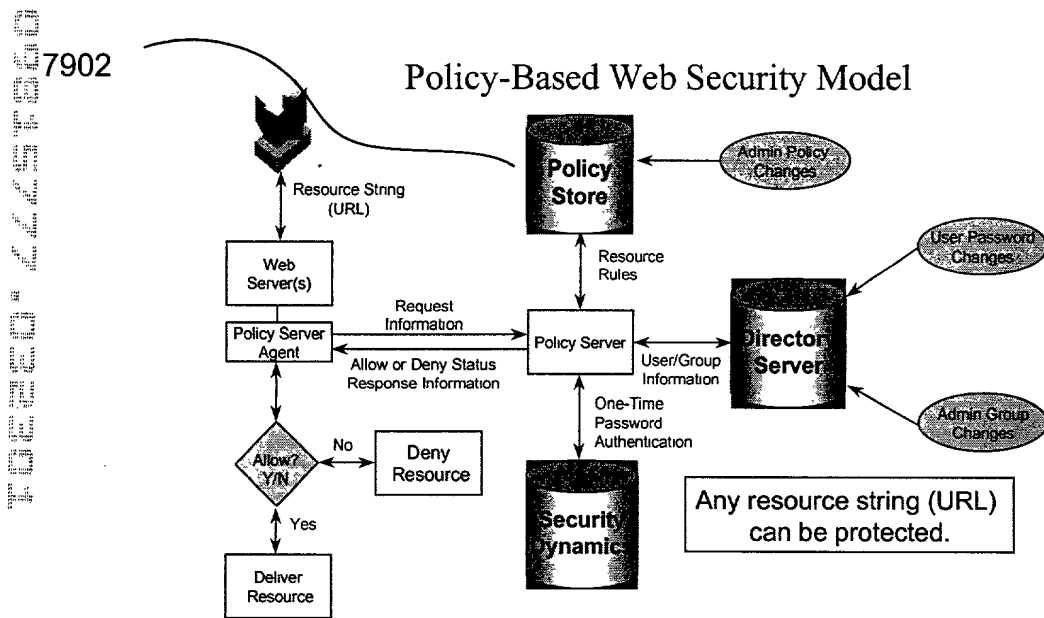 7902
Policy-Based Web Security Model
Resource String
(URL)
Web
Server(s)
Policy Server
Agent
Request
Information
Allow or Deny Status
Response Information
Allow?
Y/N
No
Deny
Resource
Yes
Deliver
Resource
Policy
Store
Admin Policy
Changes
Resource
Rules
Policy Server
User/Group
Information
Directory
Server
User Password
Changes
Admin Group
Changes
One-Time
Password
Authentication
Security
Dynamic
Any resource string (URL)
can be protected.